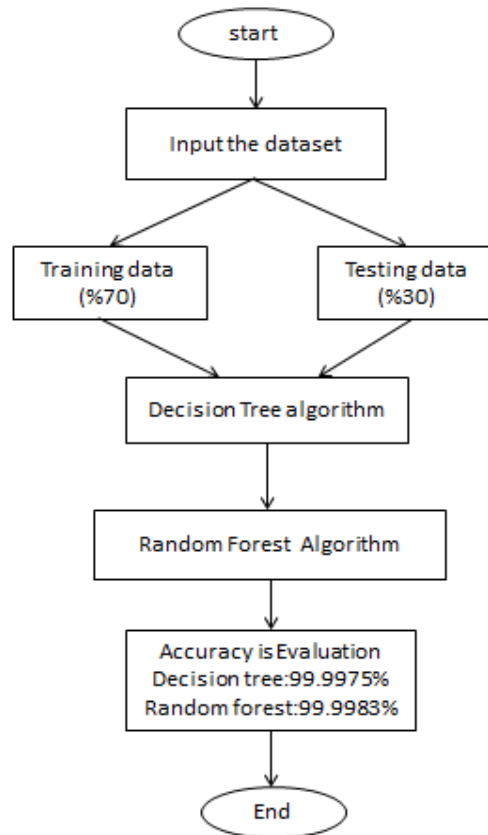 start
Input the dataset
Training data
(%70)
Testing data
(%30)
Decision Tree algorithm
Random Forest Algorithm
Accuracy is Evaluation
Decision tree:99.9975%
Random forest:99.9983%
End